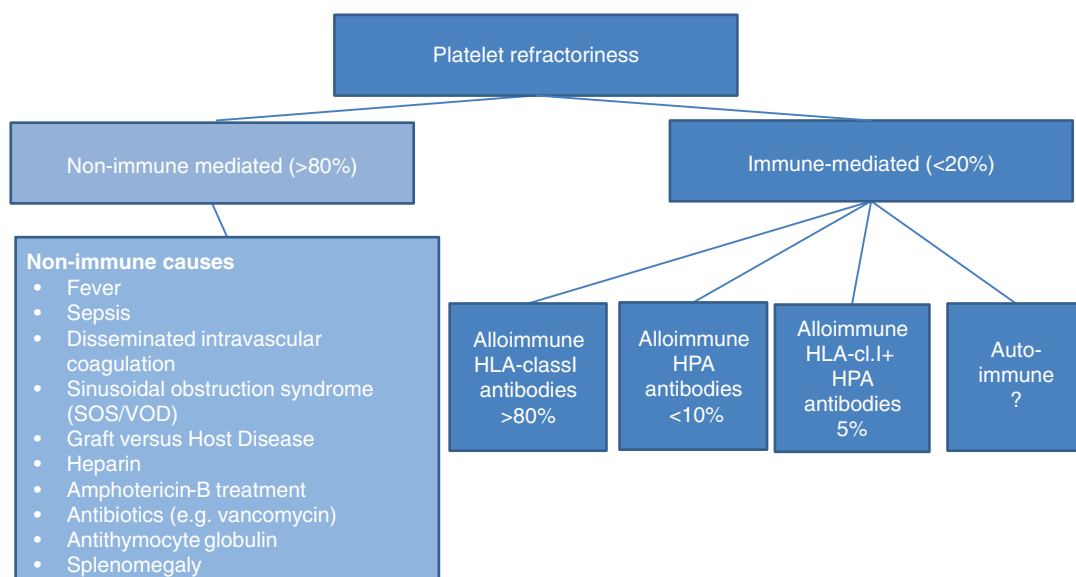 Platelet refractoriness
Non-immune mediated (>80%)
Immune-mediated (<20%)
Non-immune causes
• Fever
• Sepsis
• Disseminated intravascular
coagulation
• Sinusoidal obstruction syndrome
(SOS/VOD)
• Graft versus Host Disease
• Heparin
• Amphotericin-B treatment
• Antibiotics (e.g. vancomycin)
• Antithymocyte globulin
• Splenomegaly
Alloimmune
HLA-classI
antibodies
>80%
Alloimmune
HPA
antibodies
<10%
Alloimmune
HLA-cl.I+
HPA
antibodies
5%
Auto-
immune
?